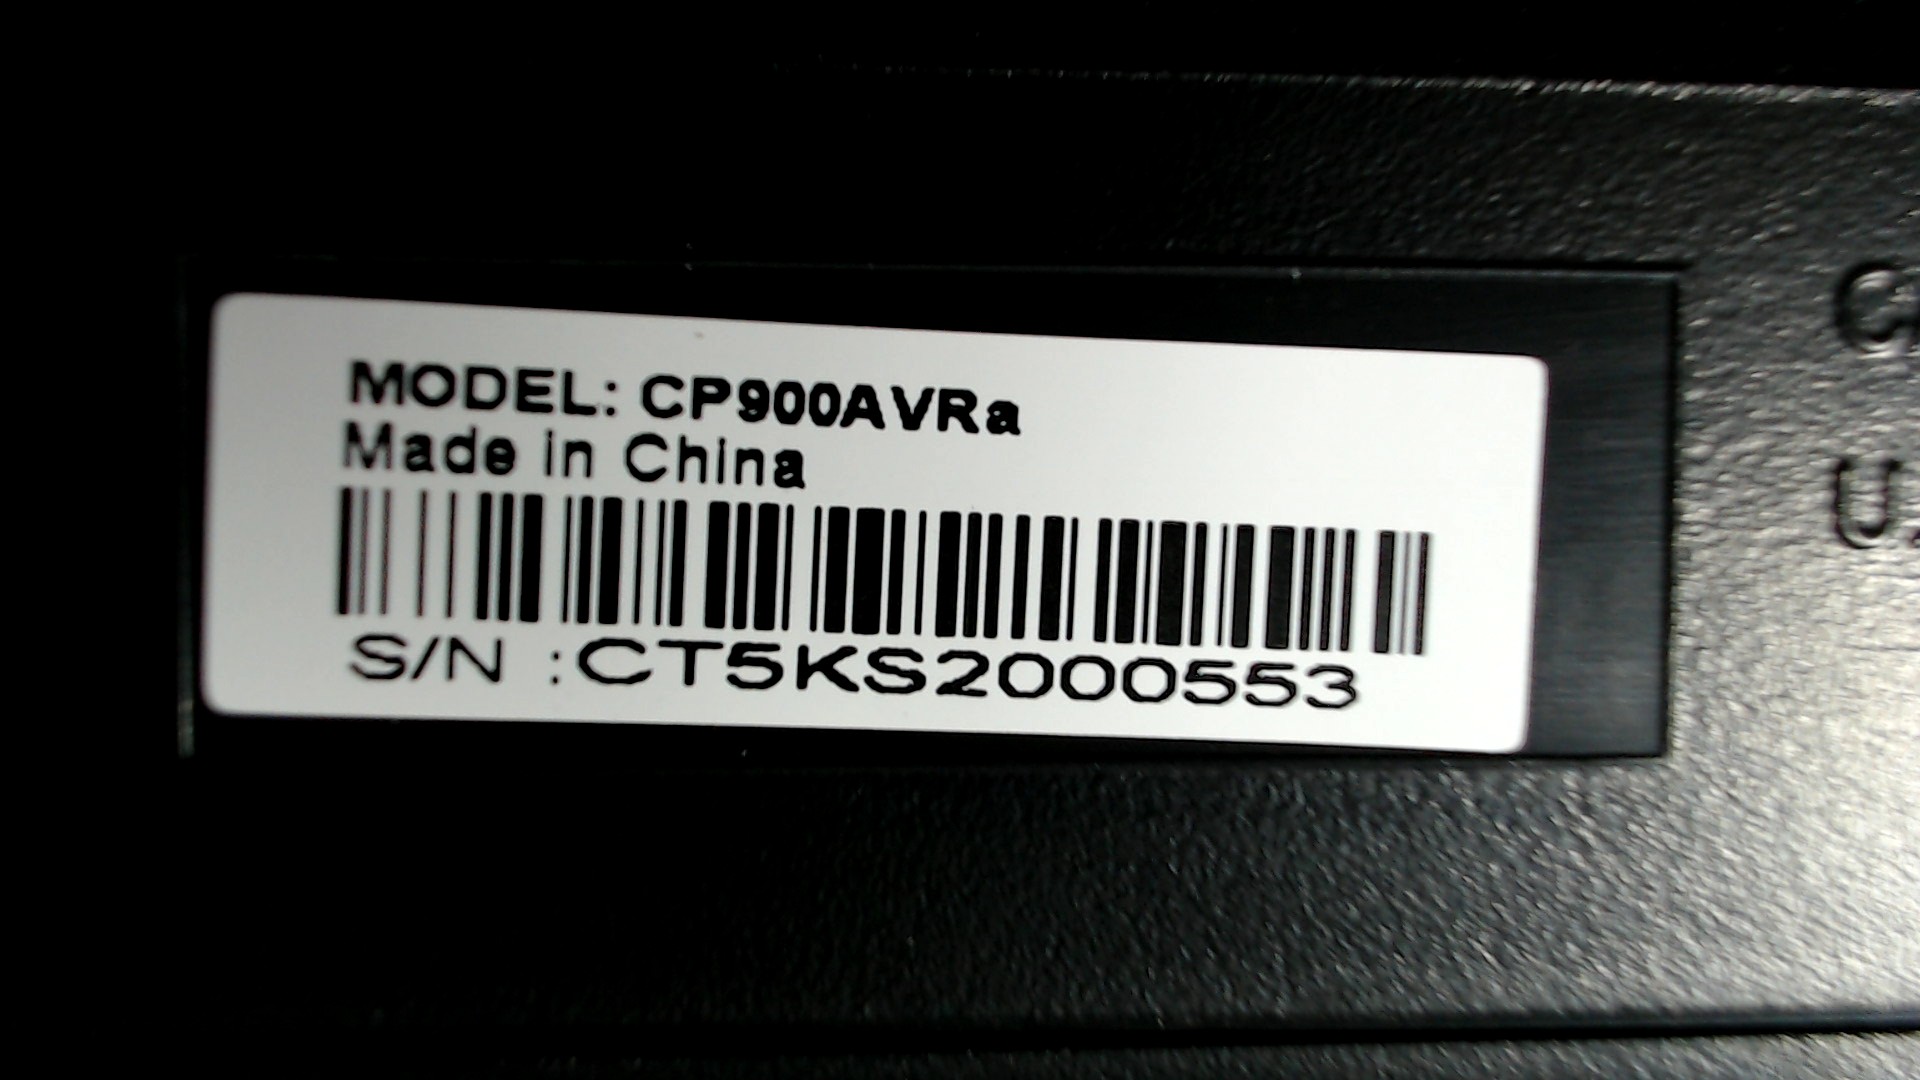 MODEL: CP900AVRa
Made in China
S/N :CT5KS2000553
U.